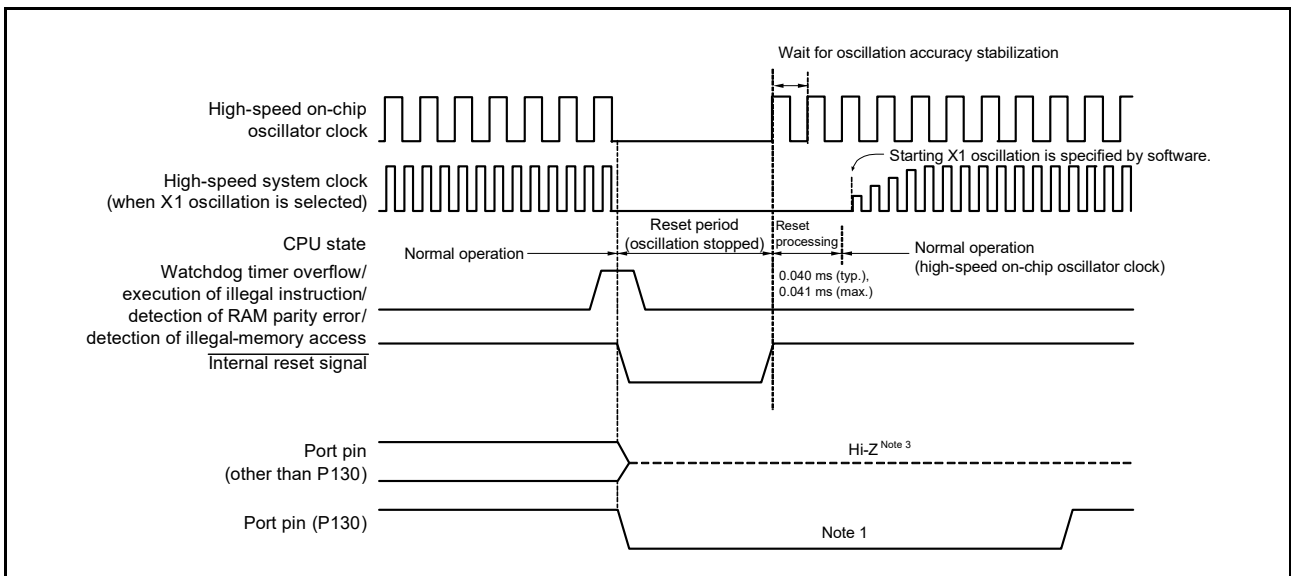 Wait for oscillation accuracy stabilization
High-speed on-chip
oscillator clock
Starting X1 oscillation is specified by software.
High-speed system clock
(when X1 oscillation is selected)
CPU state
Normal operation
Reset period
(oscillation stopped)
Reset
processing
0.040 ms (typ.),
0.041 ms (max.)
Normal operation
(high-speed on-chip oscillator clock)
Watchdog timer overflow/
execution of illegal instruction/
detection of RAM parity error/
detection of illegal-memory access
Internal reset signal
Port pin
(other than P130)
Hi-Z Note 3
Port pin (P130)
Note 1